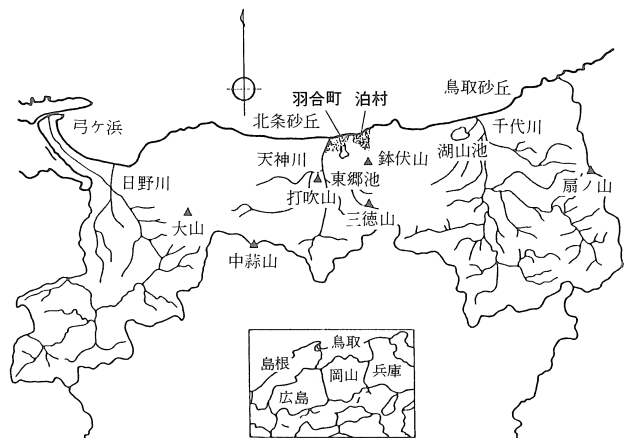 鳥取砂丘
羽合町 泊村
北条砂丘
弓ヶ浜
千代川
天神川
鉢伏山
湖山池
日野川
東郷池
扇ノ山
打吹山
三徳山
大山
中蒜山
鳥取
島根
岡山
兵庫
広島